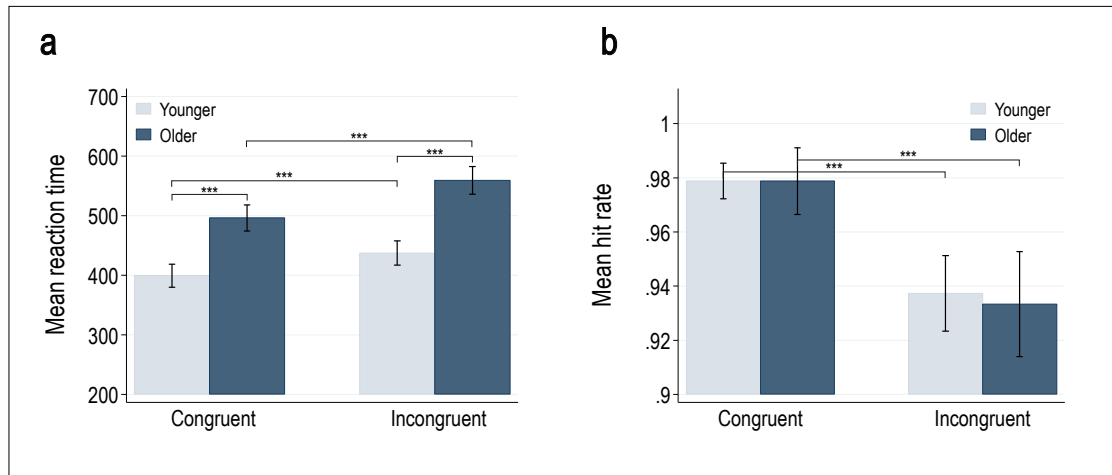 a
Mean reaction time
700
600
500
400
300
200
Younger
Older
***
***
***
***
Congruent
Incongruent
b
Mean hit rate
1
.98
.96
.94
.92
.9
Younger
Older
***
***
Congruent
Incongruent